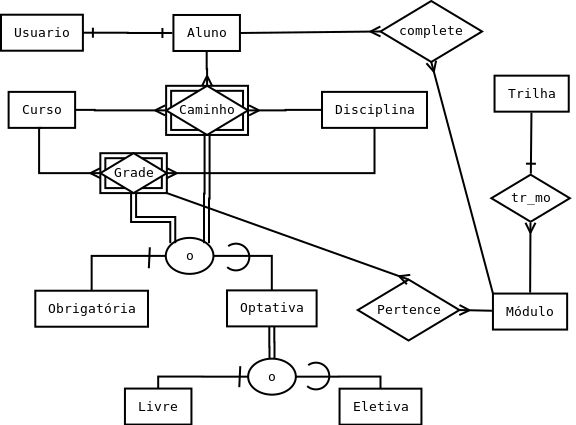 Usuario
Aluno
complete
Trilha
Curso
Caminho
Disciplina
Grade
tr_mo
o
Obrigatória
Optativa
Pertence
Módulo
o
Livre
Eletiva